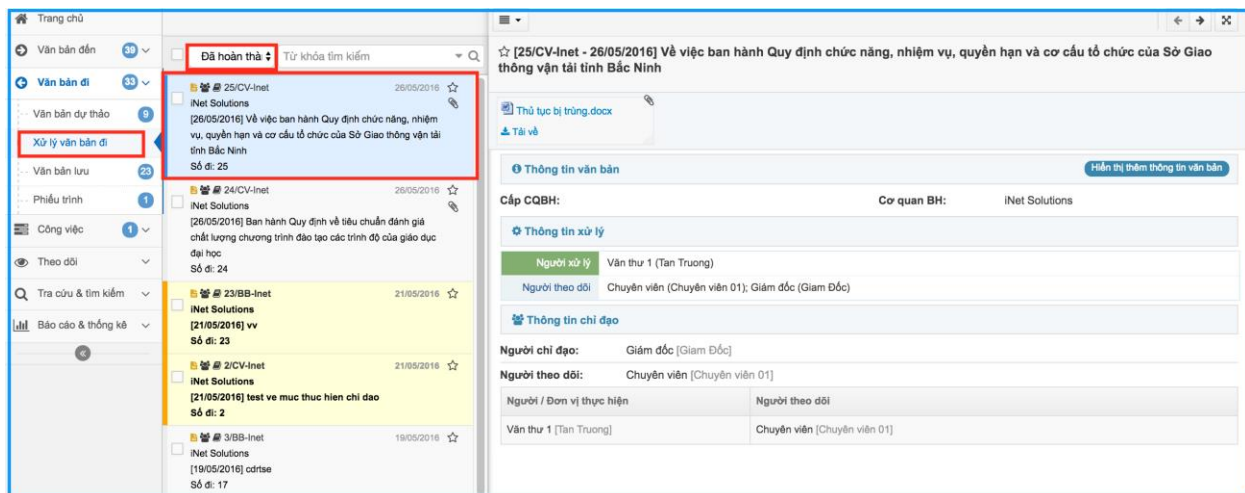 Trang chủ
Văn bản đến 39
Văn bản đi 33
Văn bản dự thảo 9
Xử lý văn bản đi
Văn bản lưu 23
Phiếu trình 1
Công việc 1
Theo dõi
Tra cứu & tìm kiếm
Báo cáo & thống kê
Đã hoàn thà Từ khóa tìm kiếm
25/CV-Inet 26/05/2016
iNet Solutions
[26/05/2016] Về việc ban hành Quy định chức năng, nhiệm
vụ, quyền hạn và cơ cấu tổ chức của Sở Giao thông vận tải
tỉnh Bắc Ninh
Số đi: 25
24/CV-Inet 26/05/2016
iNet Solutions
[26/05/2016] Ban hành Quy định về tiêu chuẩn đánh giá
chất lượng chương trình đào tạo các trình độ của giáo dục
đại học
Số đi: 24
23/BB-Inet 21/05/2016
iNet Solutions
[21/05/2016] vv
Số đi: 23
2/CV-Inet 21/05/2016
iNet Solutions
[21/05/2016] test ve muc thuc hien chi dao
Số đi: 2
3/BB-Inet 19/05/2016
iNet Solutions
[19/05/2016] cdrtse
Số đi: 17
[25/CV-Inet - 26/05/2016] Về việc ban hành Quy định chức năng, nhiệm vụ, quyền hạn và cơ cấu tổ chức của Sở Giao
thông vận tải tỉnh Bắc Ninh
Thủ tục bị trùng.docx
Tải về
Thông tin văn bản Hiển thị thêm thông tin văn bản
Cấp CQBH: Cơ quan BH: iNet Solutions
Thông tin xử lý
Người xử lý Văn thư 1 (Tan Truong)
Người theo dõi Chuyên viên (Chuyên viên 01); Giám đốc (Giam Đốc)
Thông tin chỉ đạo
Người chỉ đạo: Giám đốc [Giam Đốc]
Người theo dõi: Chuyên viên [Chuyên viên 01]
Người / Đơn vị thực hiện Người theo dõi
Văn thư 1 [Tan Truong] Chuyên viên [Chuyên viên 01]